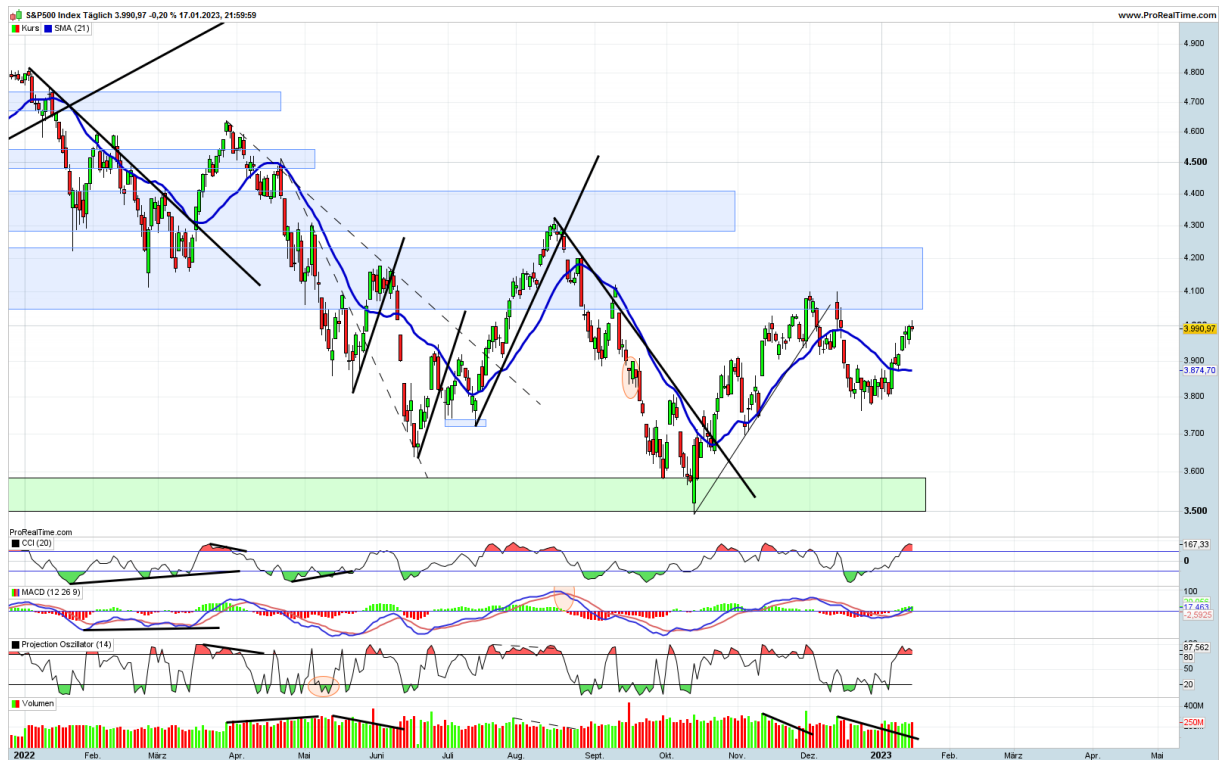 S&P500 Index Täglich 3.990,97 -0,20 % 17.01.2023, 21:59:59
www.ProRealTime.com
Kurs SMA (21)
4.900
4.800
4.700
4.600
4.500
4.400
4.300
4.200
4.100
3.990,97
3.900
3.874,70
3.800
3.700
3.600
3.500
ProRealTime.com
CCI (20)
167,33
0
MACD (12 26 9)
100
17,463
-2,5925
Projection Oszillator (14)
87,562
80
50
20
Volumen
400M
250M
2022 Feb. März Apr. Mai Juni Juli Aug. Sept. Okt. Nov. Dez. 2023 Feb. März Apr. Mai